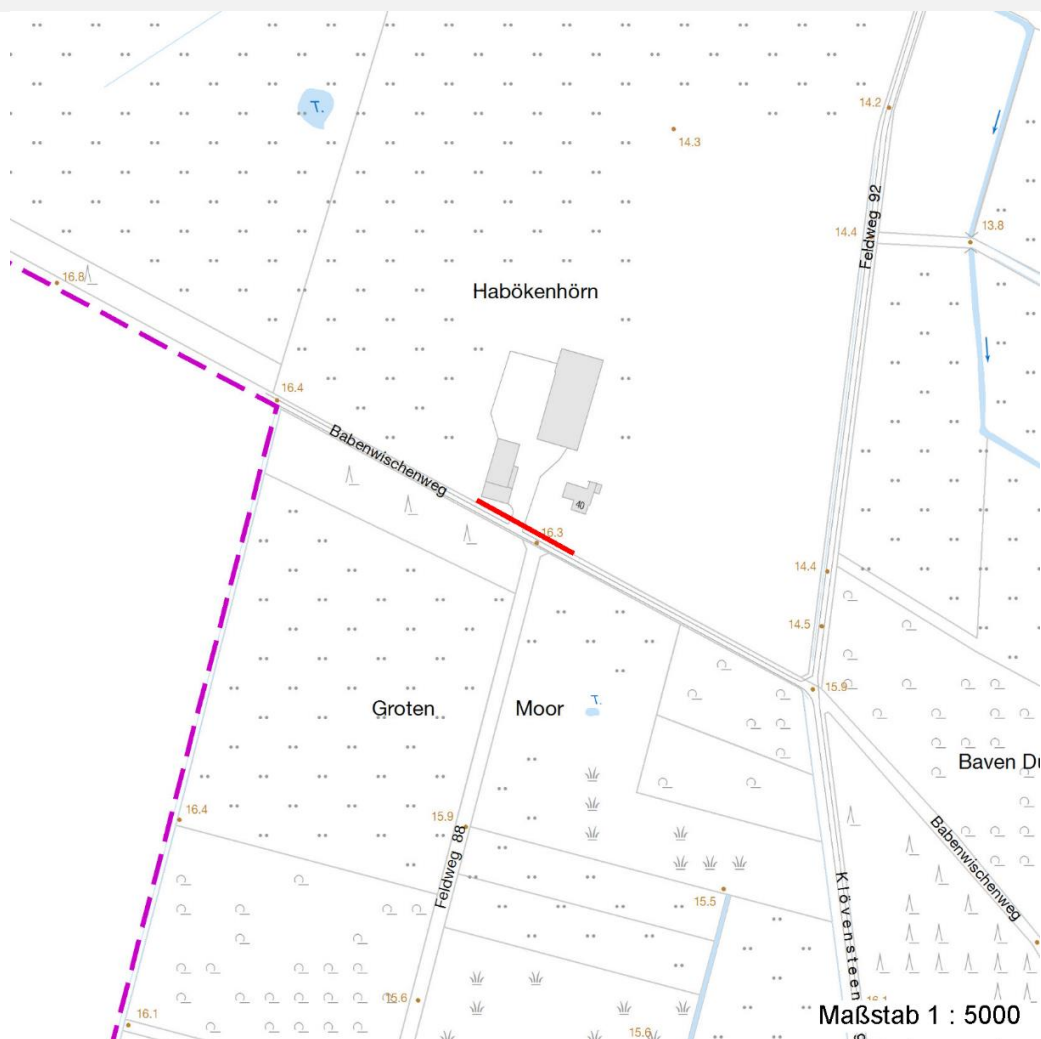 14.2
T.
14.3
Feldweg 92
14.4
13.8
16.8
Habökenhörn
16.4
Babenwischenweg
40
16.3
14.4
14.5
15.9
T.
Groten
Moor
Baven Du
16.4
15.9
Feldweg 88
Babenwischenweg
15.5
Klövensteen
15.6
16.1
16.1
Maßstab 1 : 5000
15.6